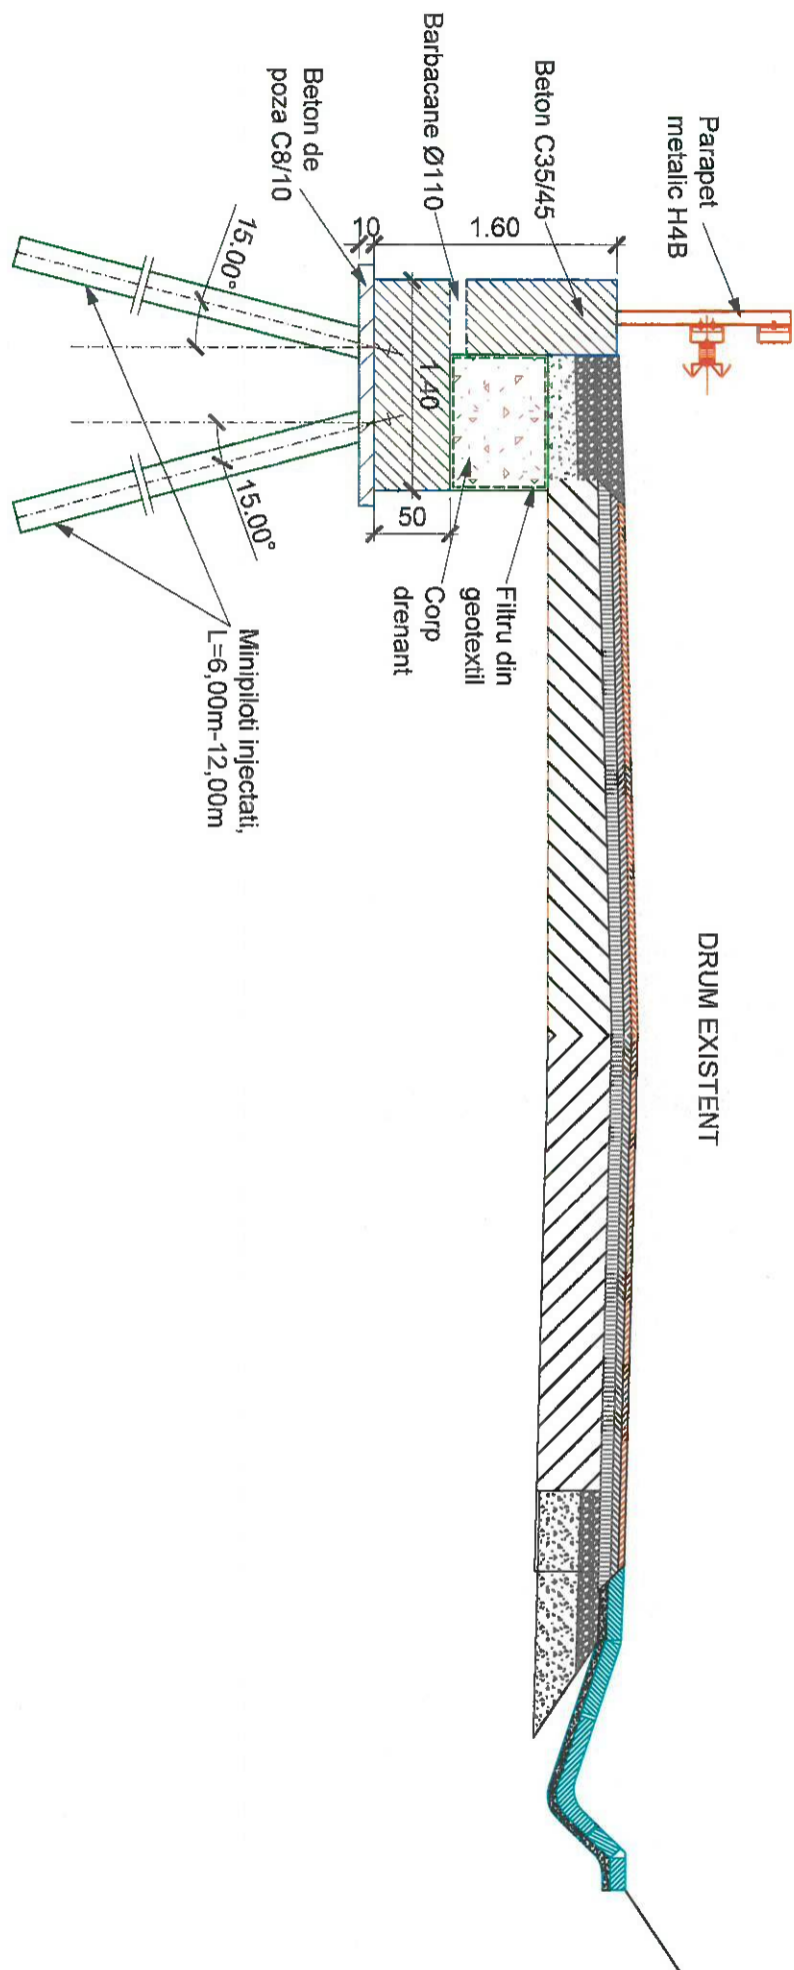 Parapet
metalic H4B
Beton C35/45
Barbacane Ø110
Beton de
poza C8/10
DRUM EXISTENT
1.60
10
1.40
50
15.00°
15.00°
Filtru din
geotextil
Corp
drenant
Minipiloti injectati,
L=6,00m-12,00m